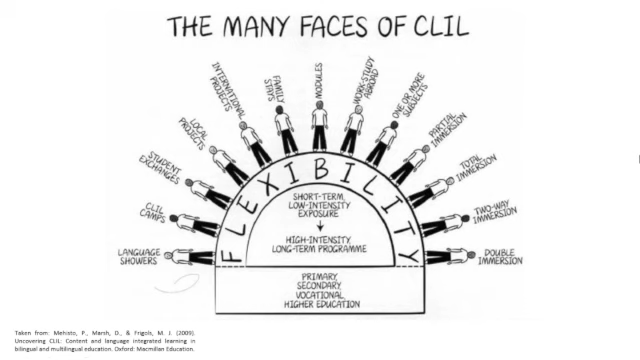 THE MANY FACES OF CLIL
LANGUAGE
SHOWERS
CLIL
CAMPS
STUDENT
EXCHANGES
LOCAL
PROJECTS
INTERNATIONAL
PROJECTS
FAMILY
STAYS
MODULES
WORK-STUDY
ABROAD
ONE OR MORE
SUBJECTS
PARTIAL
IMMERSION
TOTAL
IMMERSION
TWO-WAY
IMMERSION
DOUBLE
IMMERSION
FLEXIBILITY
SHORT-TERM,
LOW-INTENSITY
EXPOSURE
HIGH-INTENSITY,
LONG-TERM PROGRAMME
PRIMARY,
SECONDARY,
VOCATIONAL,
HIGHER EDUCATION
Taken from: Mehisto, P., Marsh, D., & Frigols, M. J. (2009).
Uncovering CLIL: Content and language integrated learning in
bilingual and multilingual education. Oxford: Macmillan Education.